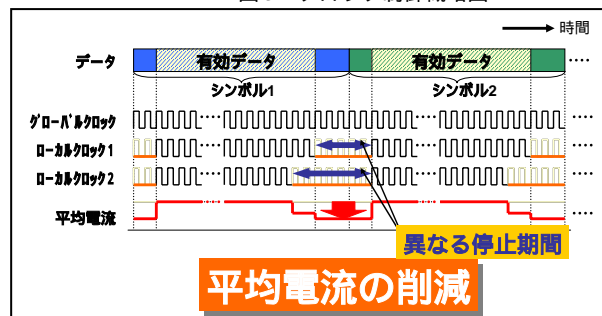 時間
データ
有効データ
有効データ
････
シンボル1
シンボル2
グローバルクロック
････
････
････
ローカルクロック1
････
････
････
ローカルクロック2
････
････
････
平均電流
････
異なる停止期間
平均電流の削減